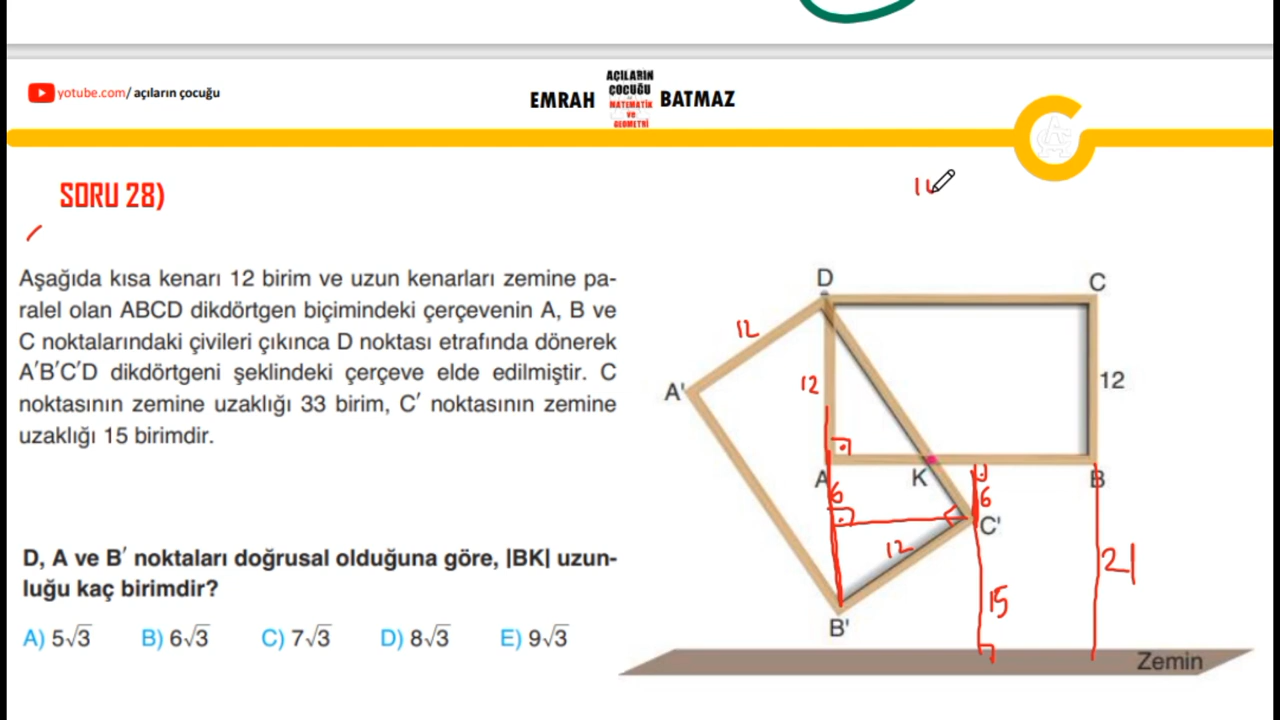 yotube.com/ açıların çocuğu
EMRAH
AÇILARIN
ÇOCUĞU
MATEMATİK
ve
GEOMETRİ
BATMAZ
SORU 28)
Aşağıda kısa kenarı 12 birim ve uzun kenarları zemine pa-
ralel olan ABCD dikdörtgen biçimindeki çerçevenin A, B ve
C noktalarındaki çivileri çıkınca D noktası etrafında dönerek
A′B′C′D dikdörtgeni şeklindeki çerçeve elde edilmiştir. C
noktasının zemine uzaklığı 33 birim, C′ noktasının zemine
uzaklığı 15 birimdir.
D, A ve B′ noktaları doğrusal olduğuna göre, |BK| uzun-
luğu kaç birimdir?
A) 5√3 B) 6√3 C) 7√3 D) 8√3 E) 9√3
D
C
12
12
12
A'
A
K
B
6
6
C'
12
21
15
B'
Zemin